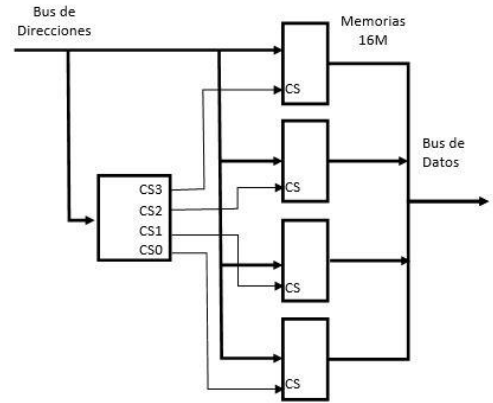 Bus de
Direcciones
Memorias
16M
CS
CS3
CS2
CS1
CS0
CS
CS
CS
Bus de
Datos